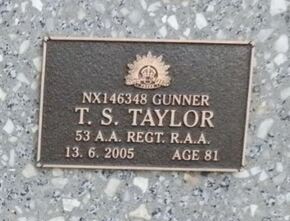 NX146348 GUNNER
T. S. TAYLOR
53 A.A. REGT. R.A.A.
13. 6. 2005 AGE 81